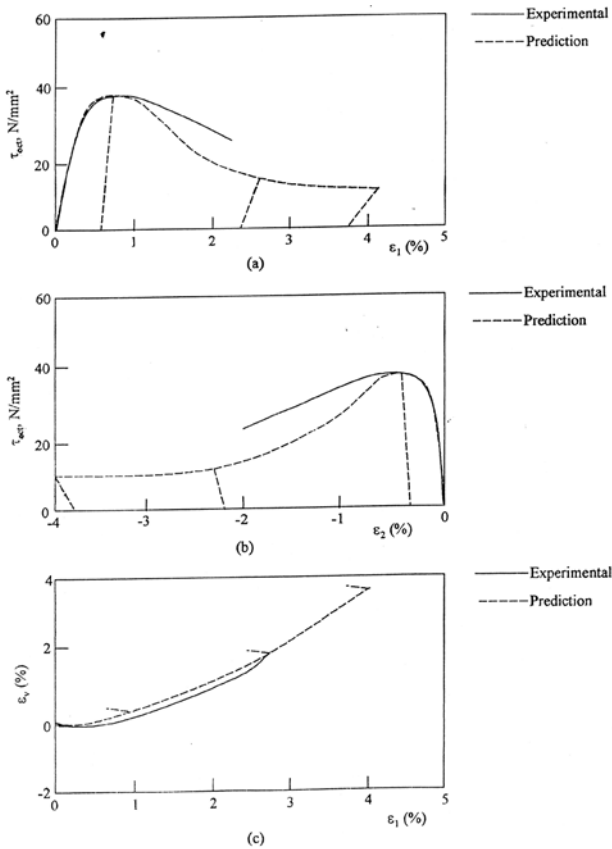 60
40
20
0
τoct, N/mm²
0 1 2 3 4 5
ε₁ (%)
(a)
Experimental
Prediction
60
40
20
0
τoct, N/mm²
-4 -3 -2 -1 0
ε₂ (%)
(b)
Experimental
Prediction
4
2
0
-2
εv (%)
0 1 2 3 4 5
ε₁ (%)
(c)
Experimental
Prediction